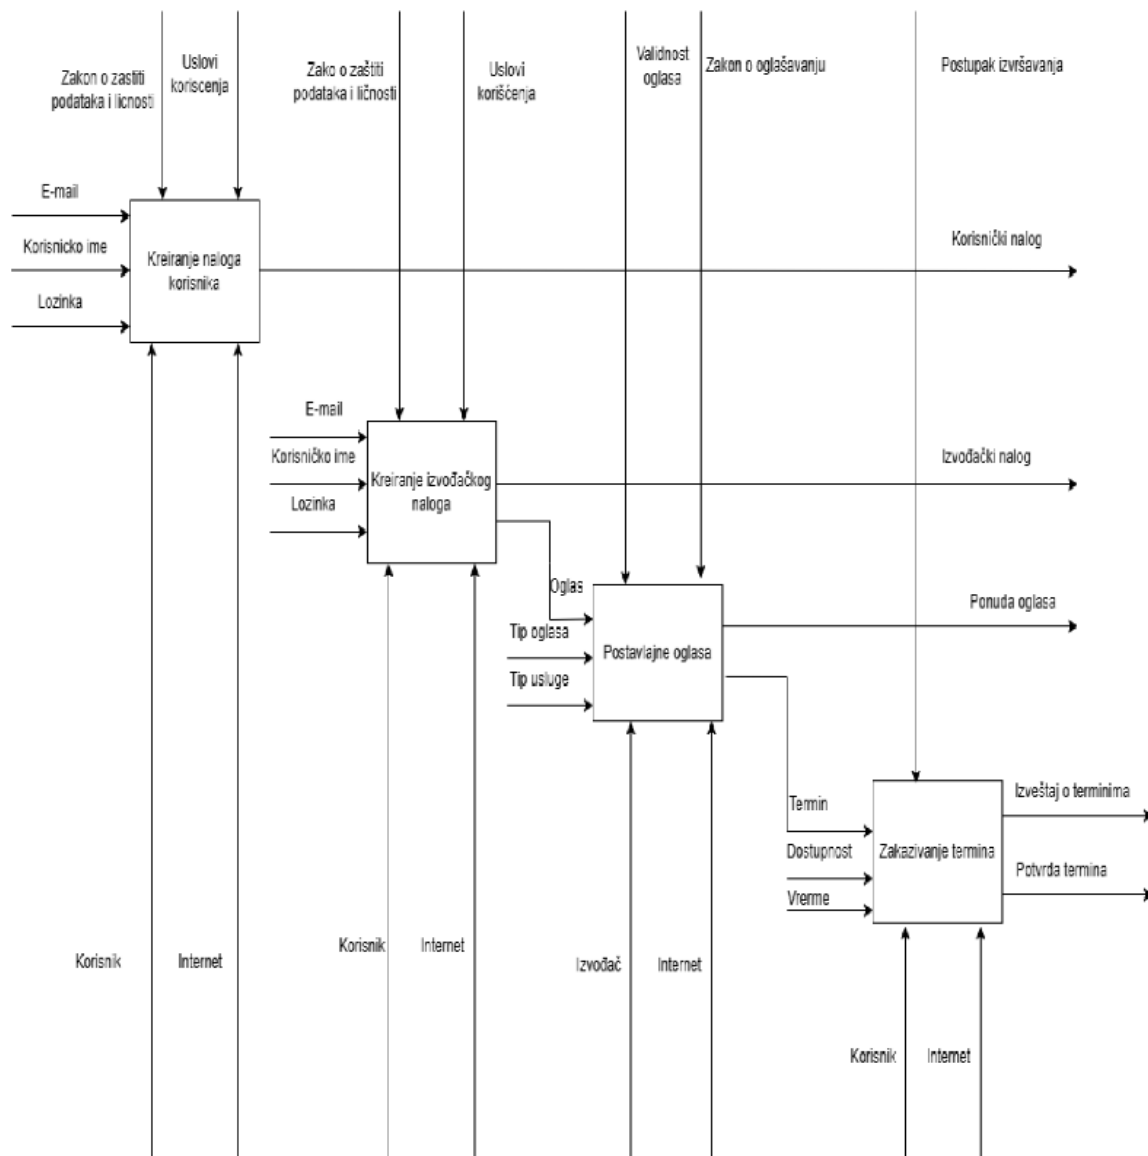 Zakon o zastiti
podataka i licnosti
Uslovi
koriscenja
Zako o zaštiti
podataka i ličnosti
Uslovi
korišćenja
Validnost
oglasa
Zakon o oglašavanju
Postupak izvršavanja
E-mail
Korisnicko ime
Lozinka
Kreiranje naloga
korisnika
Korisnički nalog
E-mail
Korisničko ime
Lozinka
Kreiranje izvođačkog
naloga
Izvođački nalog
Oglas
Tip oglasa
Tip usluge
Postavlajne oglasa
Ponuda oglasa
Termin
Dostupnost
Vrerme
Zakazivanje termina
Izveštaj o terminima
Potvrda termina
Korisnik
Internet
Korisnik
Internet
Izvođač
Internet
Korisnik
Internet